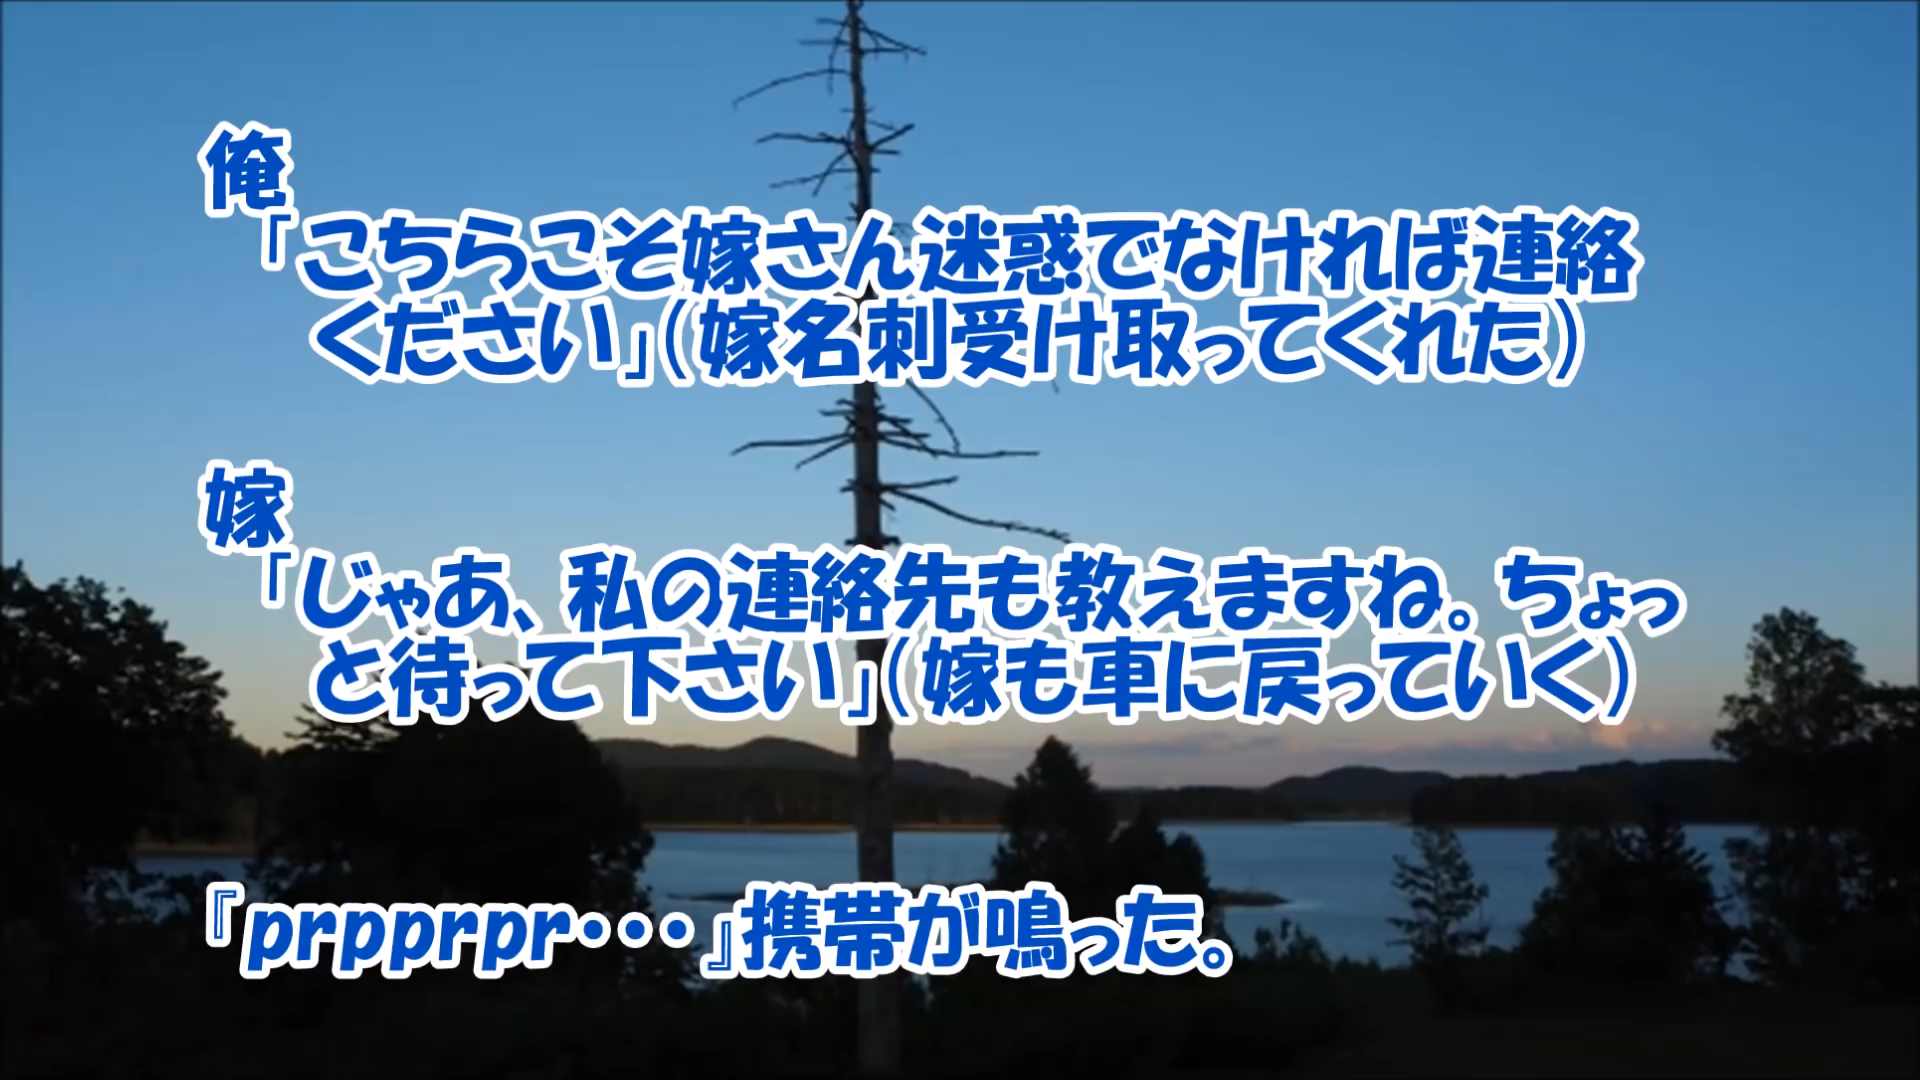 俺
「こちらこそ嫁さん迷惑でなければ連絡
ください」（嫁名刺受け取ってくれた）
嫁
「じゃあ、私の連絡先も教えますね。ちょっ
と待って下さい」（嫁も車に戻っていく）
『prpprpr・・・』携帯が鳴った。